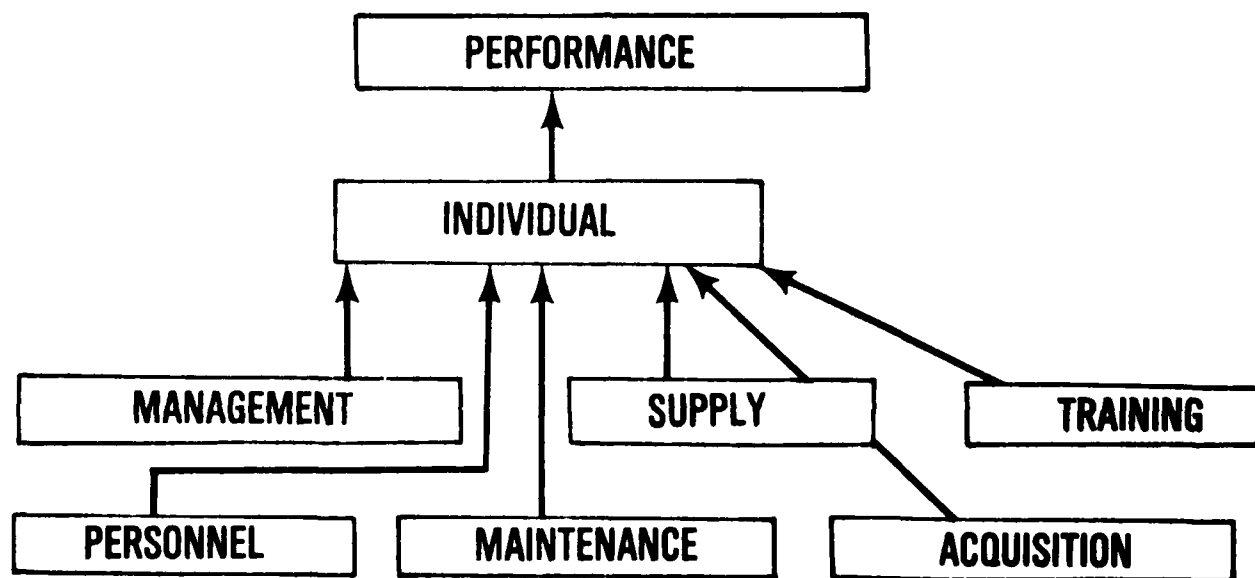 PERFORMANCE
INDIVIDUAL
MANAGEMENT
SUPPLY
TRAINING
PERSONNEL
MAINTENANCE
ACQUISITION